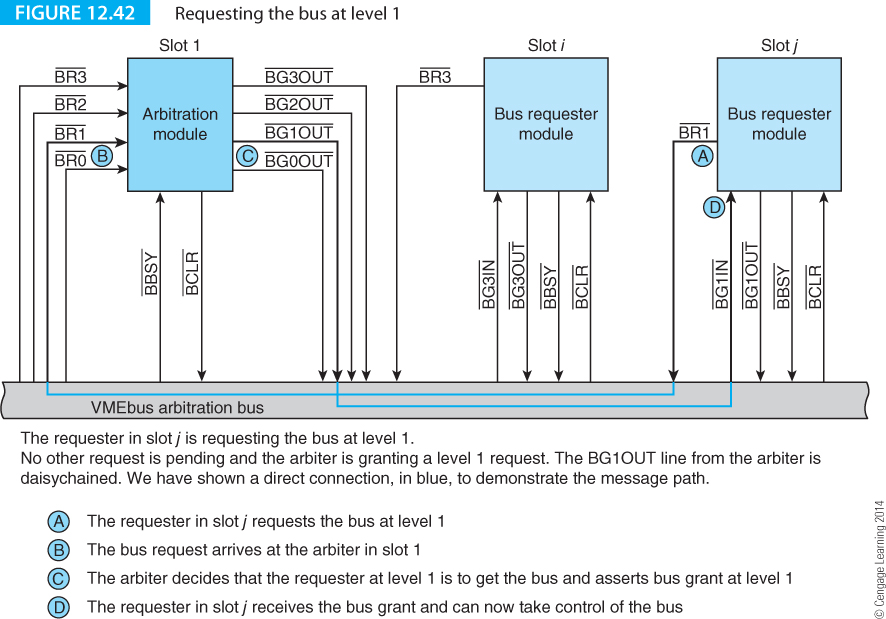 FIGURE 12.42 Requesting the bus at level 1
Slot 1
Slot i
Slot j
BR3
BR2
BR1
BR0
B
Arbitration
module
BG3OUT
BG2OUT
BG1OUT
BG0OUT
C
BBSY
BCLR
BR3
Bus requester
module
BG3IN
BG3OUT
BBSY
BCLR
BR1
A
Bus requester
module
D
BG1IN
BG1OUT
BBSY
BCLR
VMEbus arbitration bus
The requester in slot j is requesting the bus at level 1.
No other request is pending and the arbiter is granting a level 1 request. The BG1OUT line from the arbiter is
daisychained. We have shown a direct connection, in blue, to demonstrate the message path.
A The requester in slot j requests the bus at level 1
B The bus request arrives at the arbiter in slot 1
C The arbiter decides that the requester at level 1 is to get the bus and asserts bus grant at level 1
D The requester in slot j receives the bus grant and can now take control of the bus
© Cengage Learning 2014